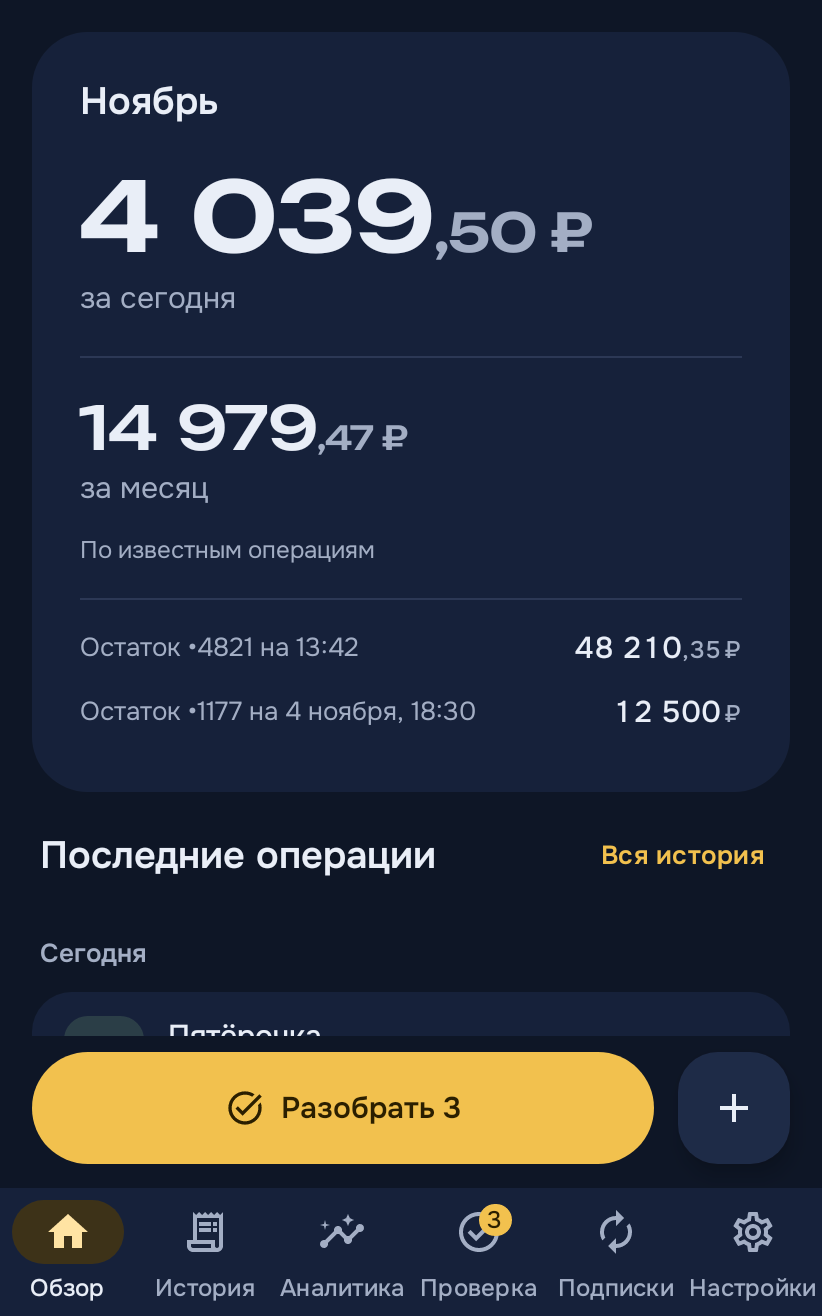 Ноябрь
4 039,50 ₽
за сегодня
14 979,47 ₽
за месяц
По известным операциям
Остаток •4821 на 13:42 48 210,35 ₽
Остаток •1177 на 4 ноября, 18:30 12 500 ₽
Последние операции Вся история
Сегодня
Пятёрочка
Разобрать 3
3
Обзор История Аналитика Проверка Подписки Настройки